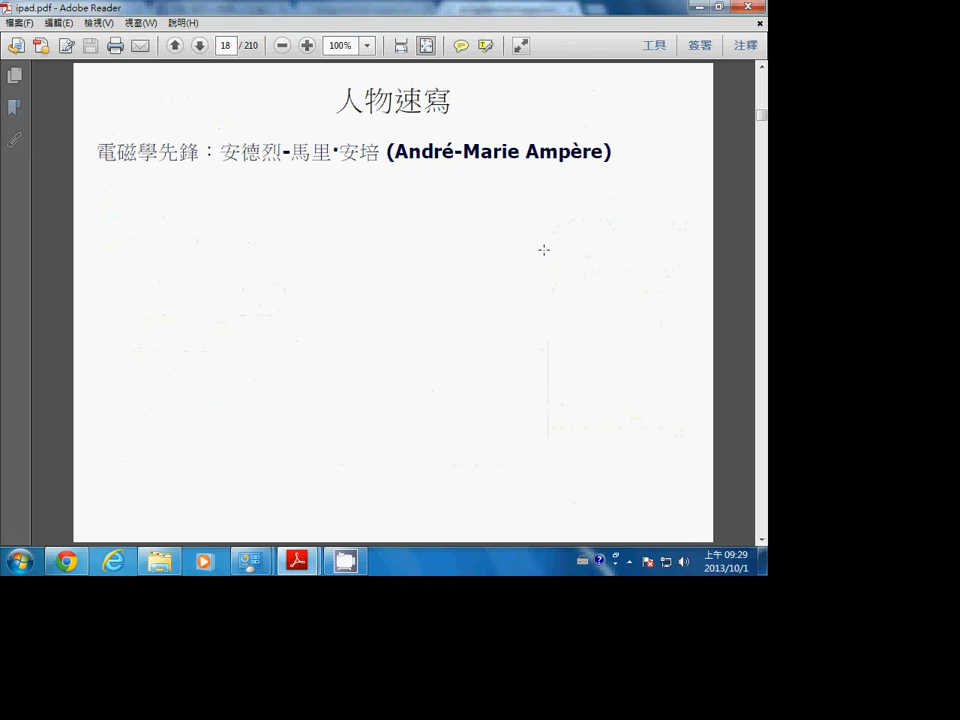 ipad.pdf - Adobe Reader
檔案(F) 編輯(E) 檢視(V) 視窗(W) 說明(H)
18 / 210 100% 工具 簽署 注釋
人物速寫
電磁學先鋒：安德烈-馬里·安培 (André-Marie Ampère)
上午 09:29
2013/10/1